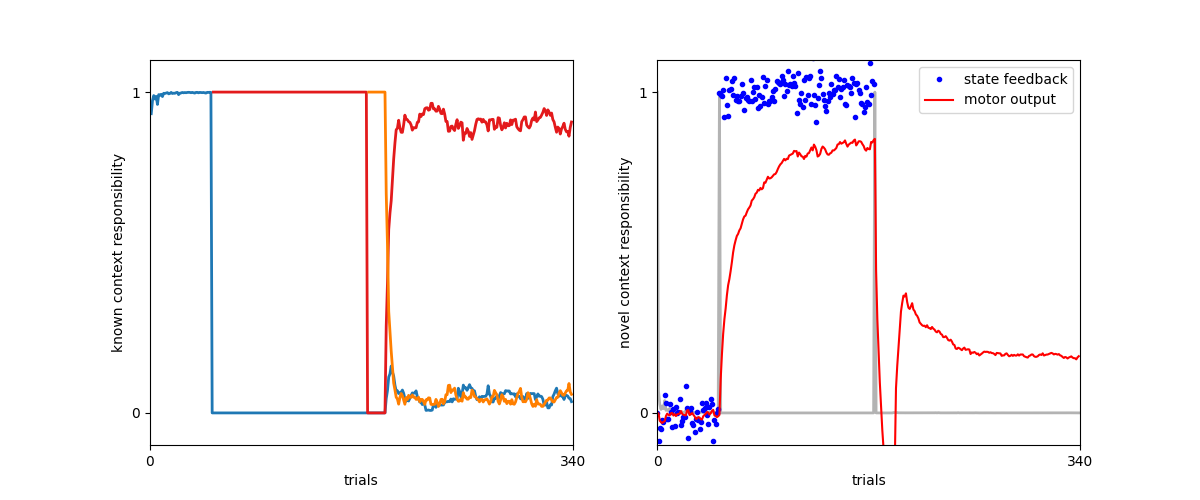 known context responsibility
1
0
0
340
trials
novel context responsibility
1
0
0
340
trials
state feedback
motor output